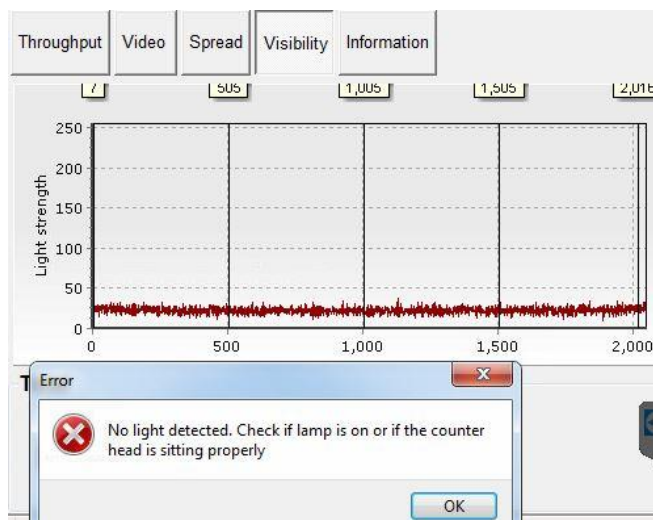 Throughput Video Spread Visibility Information
7 505 1,005 1,505
250
200
150
100
50
0
Light strength
0 500 1,000 1,500 2,000
Error
No light detected. Check if lamp is on or if the counter
head is sitting properly
OK